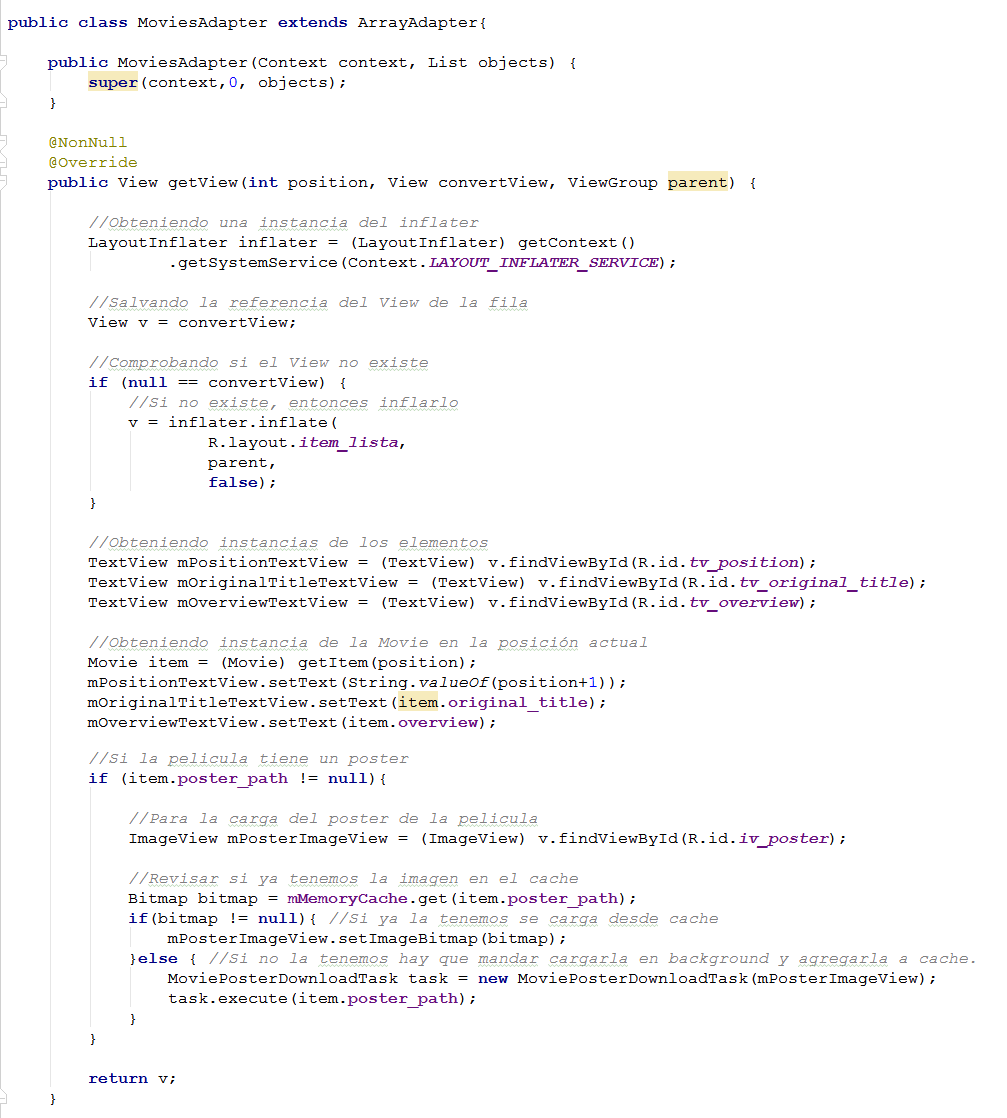 public class MoviesAdapter extends ArrayAdapter{
public MoviesAdapter(Context context, List objects) {
super(context,0, objects);
}
@NonNull
@Override
public View getView(int position, View convertView, ViewGroup parent) {
//Obteniendo una instancia del inflater
LayoutInflater inflater = (LayoutInflater) getContext()
.getSystemService(Context.LAYOUT_INFLATER_SERVICE);
//Salvando la referencia del View de la fila
View v = convertView;
//Comprobando si el View no existe
if (null == convertView) {
//Si no existe, entonces inflarlo
v = inflater.inflate(
R.layout.item_lista,
parent,
false);
}
//Obteniendo instancias de los elementos
TextView mPositionTextView = (TextView) v.findViewById(R.id.tv_position);
TextView mOriginalTitleTextView = (TextView) v.findViewById(R.id.tv_original_title);
TextView mOverviewTextView = (TextView) v.findViewById(R.id.tv_overview);
//Obteniendo instancia de la Movie en la posición actual
Movie item = (Movie) getItem(position);
mPositionTextView.setText(String.valueOf(position+1));
mOriginalTitleTextView.setText(item.original_title);
mOverviewTextView.setText(item.overview);
//Si la pelicula tiene un poster
if (item.poster_path != null){
//Para la carga del poster de la pelicula
ImageView mPosterImageView = (ImageView) v.findViewById(R.id.iv_poster);
//Revisar si ya tenemos la imagen en el cache
Bitmap bitmap = mMemoryCache.get(item.poster_path);
if(bitmap != null){ //Si ya la tenemos se carga desde cache
mPosterImageView.setImageBitmap(bitmap);
}else { //Si no la tenemos hay que mandar cargarla en background y agregarla a cache.
MoviePosterDownloadTask task = new MoviePosterDownloadTask(mPosterImageView);
task.execute(item.poster_path);
}
}
return v;
}